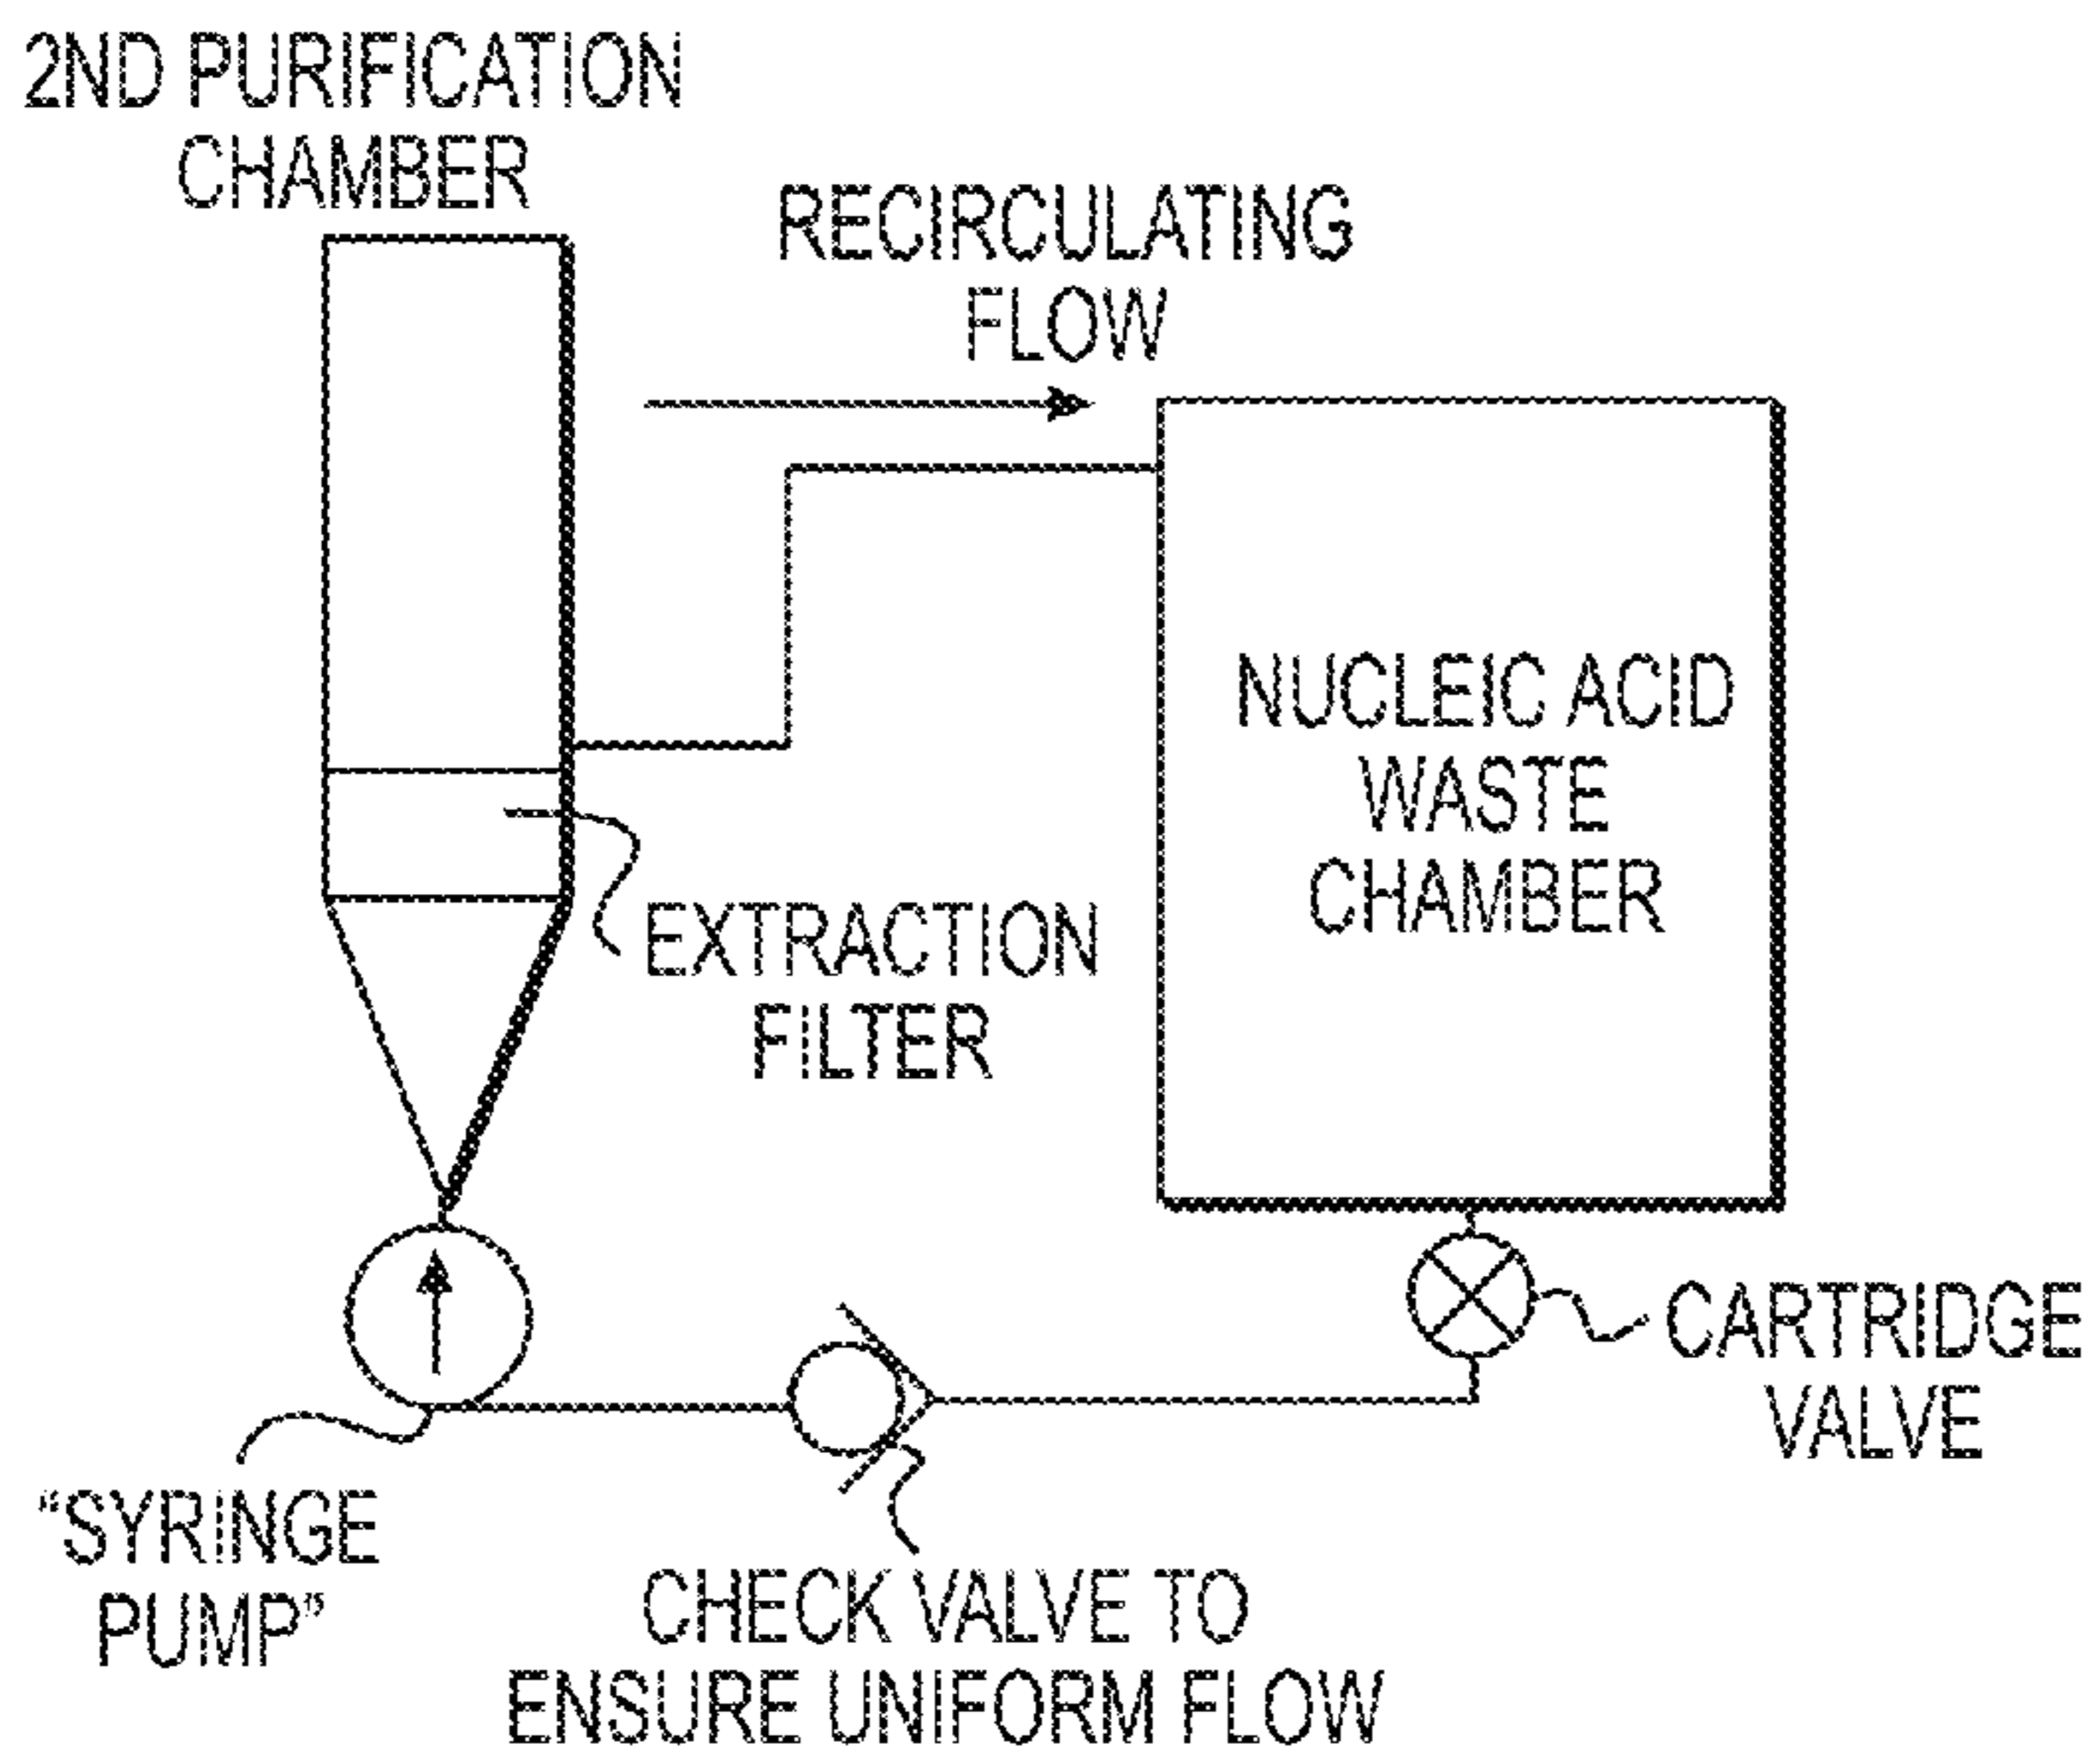 2ND PURIFICATION
CHAMBER
RECIRCULATING
FLOW
NUCLEIC ACID
WASTE
CHAMBER
EXTRACTION
FILTER
CARTRIDGE
VALVE
"SYRINGE
PUMP"
CHECK VALVE TO
ENSURE UNIFORM FLOW